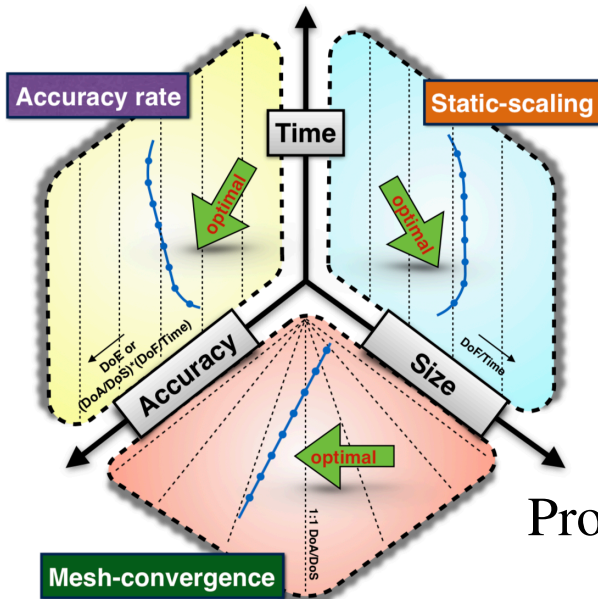 Accuracy rate
Static-scaling
Time
optimal
optimal
DoE or
(DoA/DoS)*(DoF/Time)
DoF/Time
Accuracy
Size
optimal
1:1 DoA/DoS
Pro
Mesh-convergence